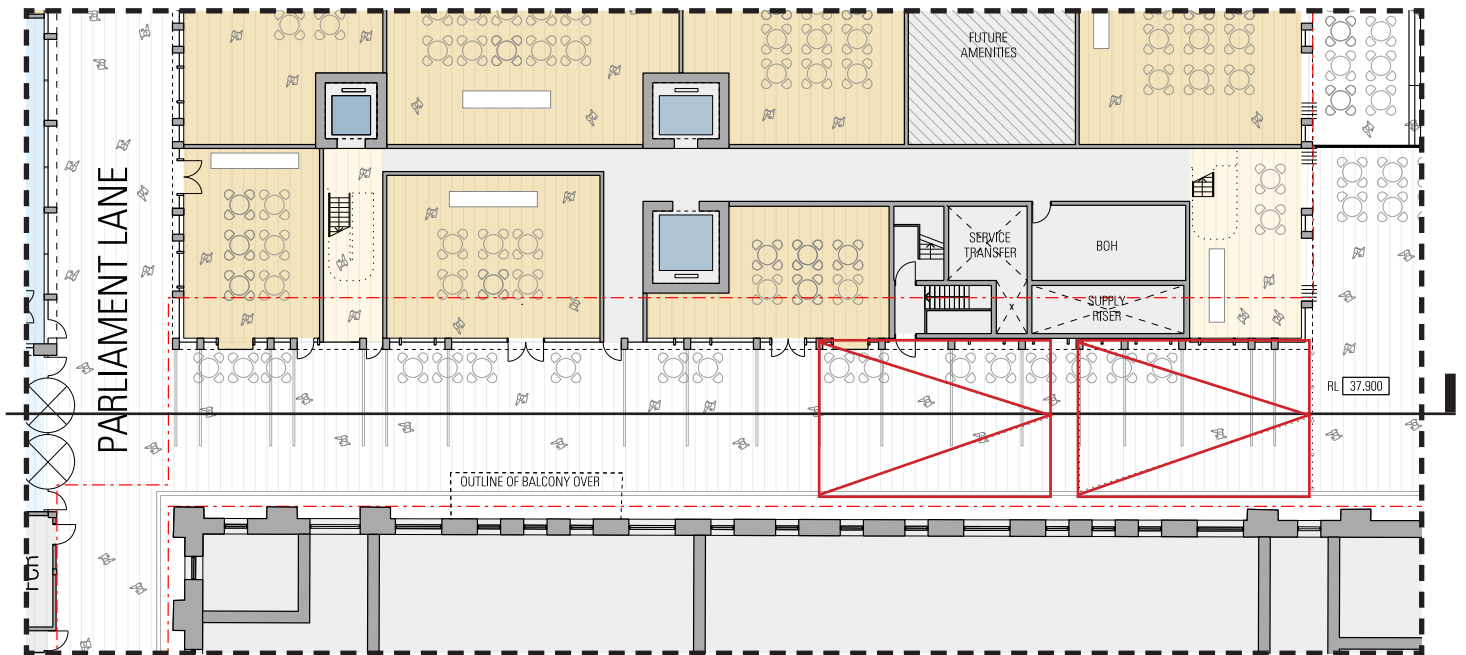 FUTURE
AMENITIES
PARLIAMENT LANE
SERVICE
TRANSFER
BOH
SUPPLY
RISER
RL 37.900
OUTLINE OF BALCONY OVER